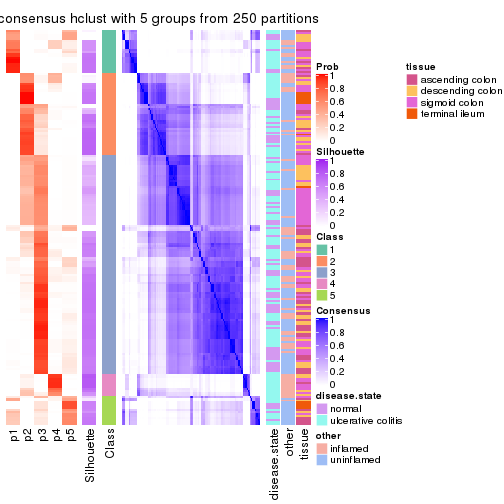 consensus hclust with 5 groups from 250 partitions
Prob
1
0.8
0.6
0.4
0.2
0
Silhouette
1
0.8
0.6
0.4
0.2
0
Class
1
2
3
4
5
Consensus
1
0.8
0.6
0.4
0.2
0
disease.state
normal
ulcerative colitis
other
inflamed
uninflamed
tissue
ascending colon
descending colon
sigmoid colon
terminal ileum
p1
p2
p3
p4
p5
Silhouette
Class
disease.state
other
tissue